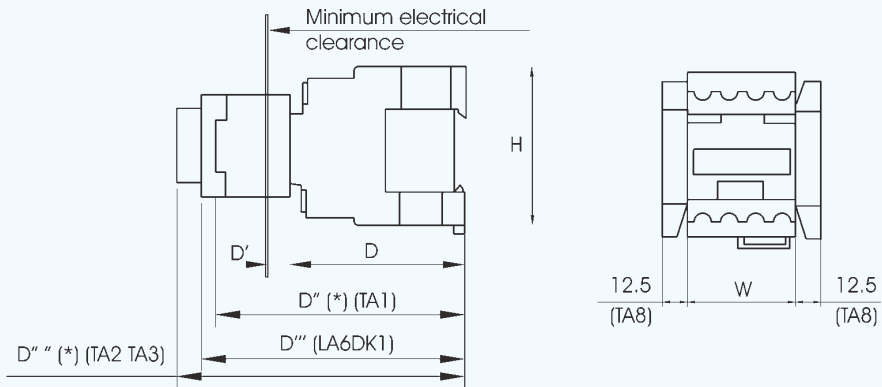 Minimum electrical
clearance
H
D'
D
D" (*) (TA1)
D"' (LA6DK1)
D" " (*) (TA2 TA3)
12.5
(TA8)
W
12.5
(TA8)